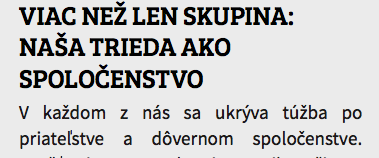 VIAC NEŽ LEN SKUPINA:
NAŠA TRIEDA AKO
SPOLOČENSTVO
V každom z nás sa ukrýva túžba po
priateľstve a dôvernom spoločenstve.